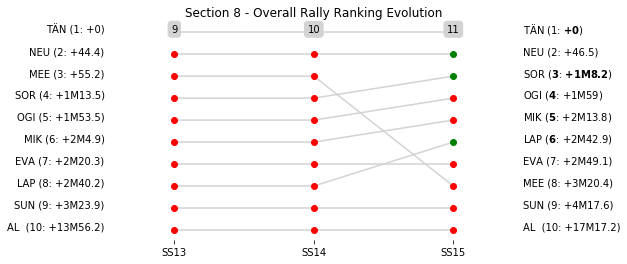 Section 8 - Overall Rally Ranking Evolution
9 10 11
TÄN (1: +0) TÄN (1: +0)
NEU (2: +44.4) NEU (2: +46.5)
MEE (3: +55.2) SOR (3: +1M8.2)
SOR (4: +1M13.5) OGI (4: +1M59)
OGI (5: +1M53.5) MIK (5: +2M13.8)
MIK (6: +2M4.9) LAP (6: +2M42.9)
EVA (7: +2M20.3) EVA (7: +2M49.1)
LAP (8: +2M40.2) MEE (8: +3M20.4)
SUN (9: +3M23.9) SUN (9: +4M17.6)
AL (10: +13M56.2) AL (10: +17M17.2)
SS13 SS14 SS15